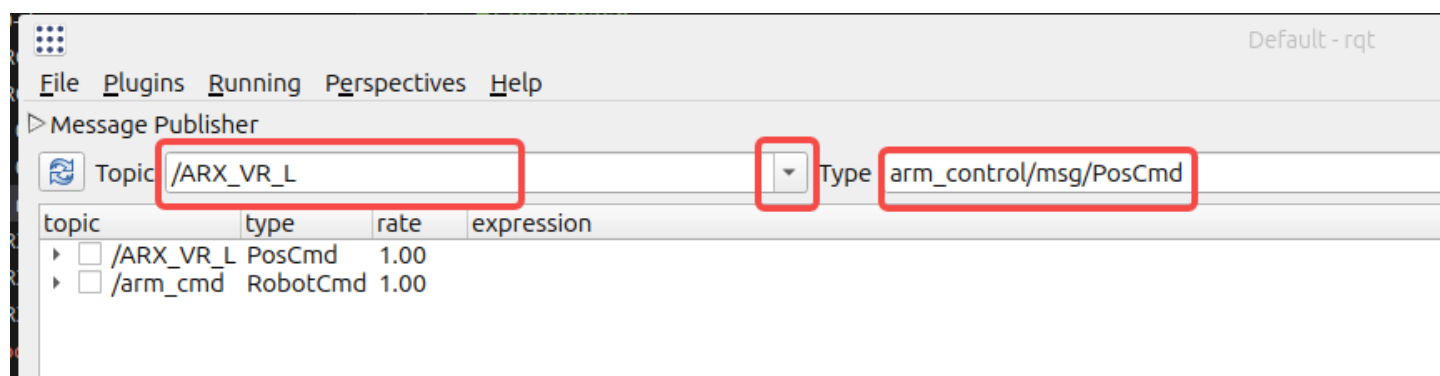 Default - rqt
File Plugins Running Perspectives Help
Message Publisher
Topic /ARX_VR_L Type arm_control/msg/PosCmd
topic type rate expression
/ARX_VR_L PosCmd 1.00
/arm_cmd RobotCmd 1.00